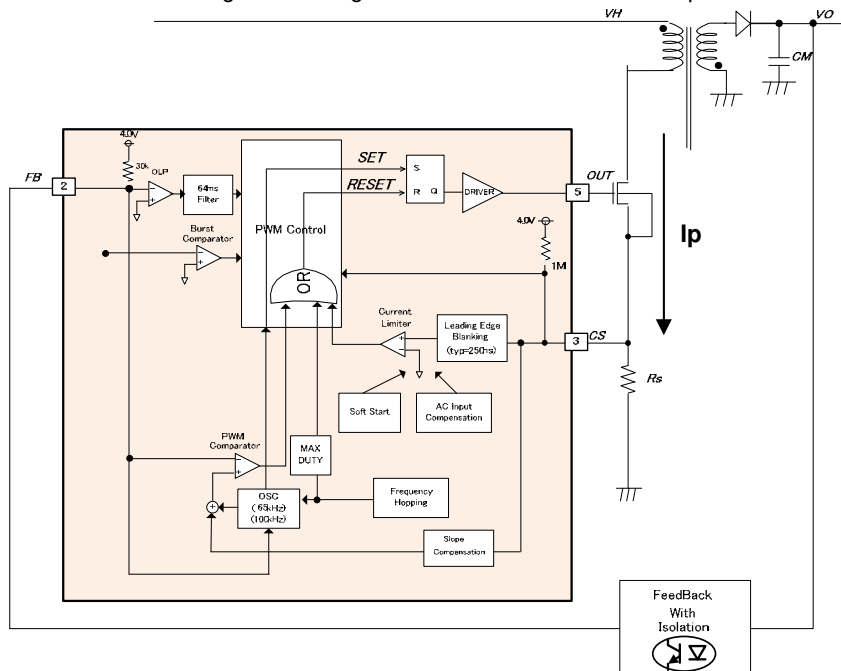 VH
VO
CM
4.0V
30k
OLP
FB
2
64ms
Filter
SET
RESET
S
R
Q
DRIVER
5
OUT
PWM Control
Burst
Comparator
OR
4.0V
1M
Ip
Current
Limiter
Leading Edge
Blanking
(typ=250ns)
3
CS
Rs
Soft Start
AC Input
Compensation
PWM
Comparator
MAX
DUTY
OSC
(65kHz)
(100kHz)
Frequency
Hopping
Slope
Compensation
FeedBack
With
Isolation